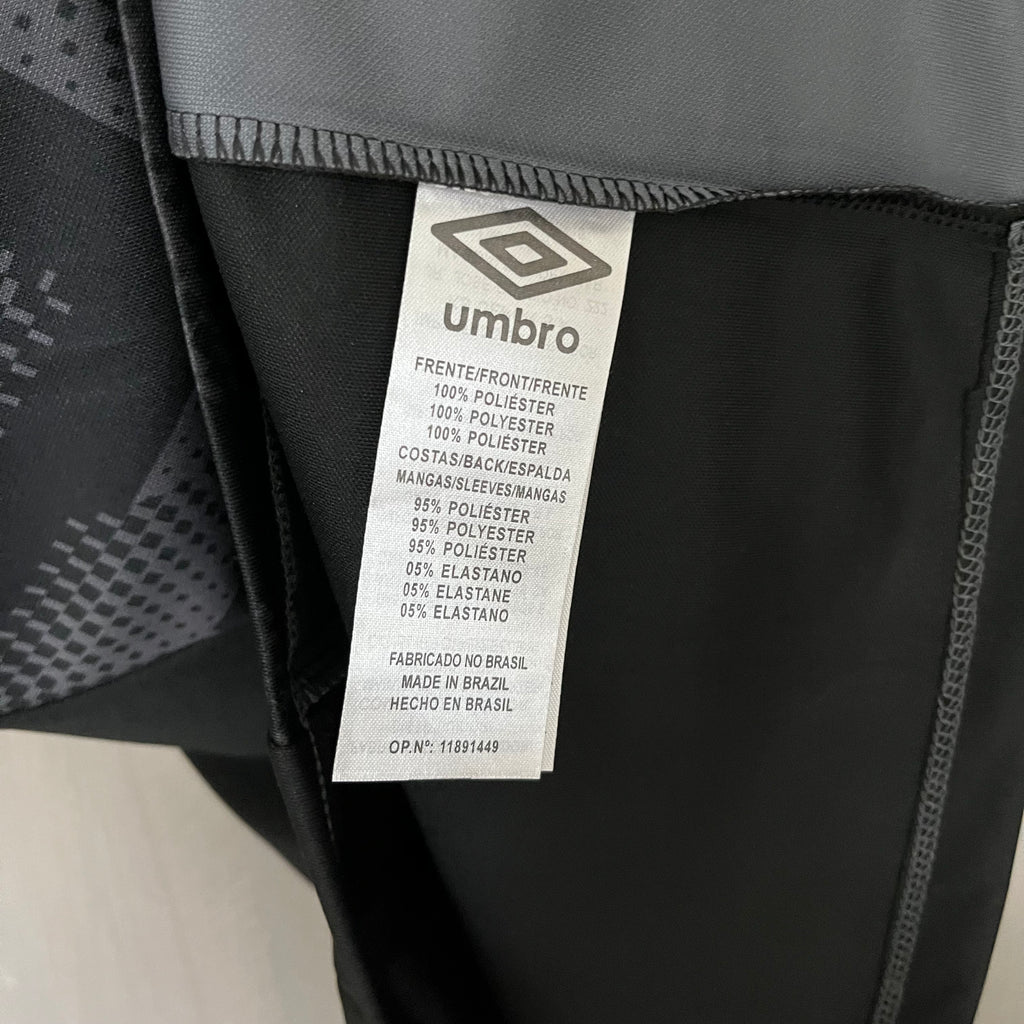 umbro
FRENTE/FRONT/FRENTE
100% POLIÉSTER
100% POLYESTER
100% POLIÉSTER
COSTAS/BACK/ESPALDA
MANGAS/SLEEVES/MANGAS
95% POLIÉSTER
95% POLYESTER
95% POLIÉSTER
05% ELASTANO
05% ELASTANE
05% ELASTANO
FABRICADO NO BRASIL
MADE IN BRAZIL
HECHO EN BRASIL
OP.Nº: 11891449